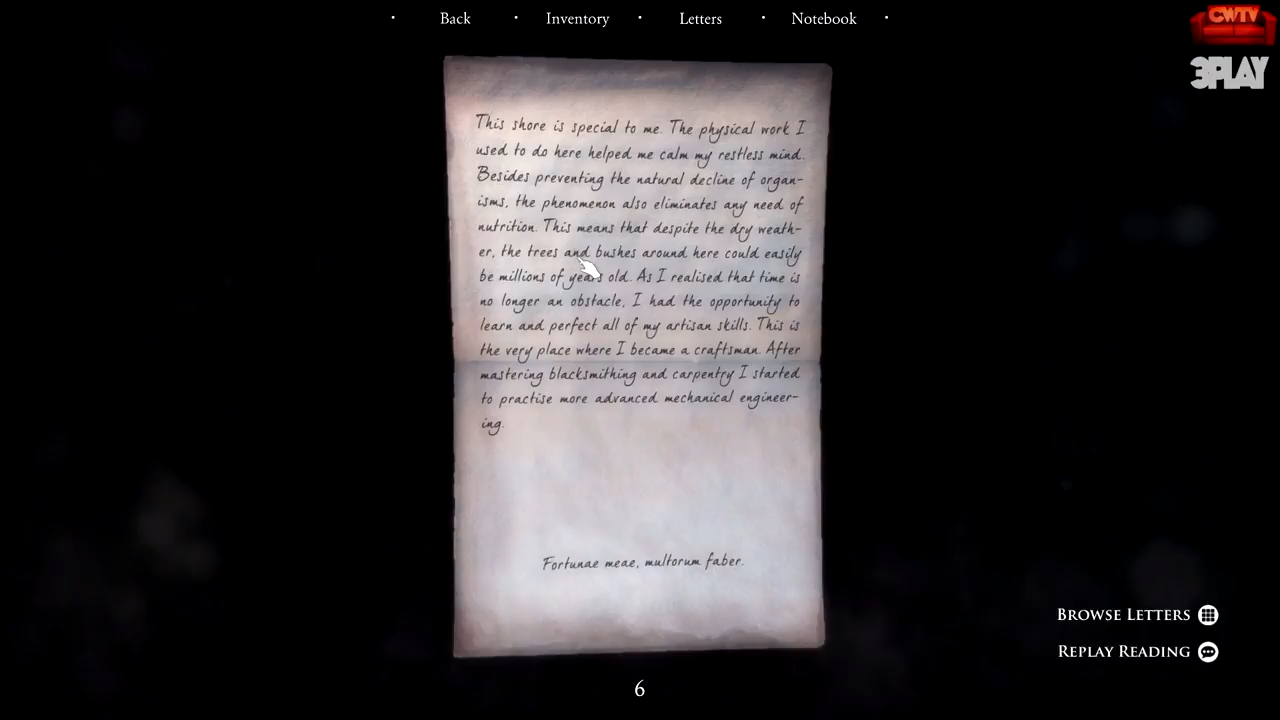 Back
Inventory
Letters
Notebook
CWTV
3PLAY
This shore is special to me. The physical work I
used to do here helped me calm my restless mind.
Besides preventing the natural decline of organ-
isms, the phenomenon also eliminates any need of
nutrition. This means that despite the dry weath-
er, the trees and bushes around here could easily
be millions of years old. As I realised that time is
no longer an obstacle, I had the opportunity to
learn and perfect all of my artisan skills. This is
the very place where I became a craftsman. After
mastering blacksmithing and carpentry I started
to practise more advanced mechanical engineer-
ing.
Fortunae meae, multorum faber.
BROWSE LETTERS
REPLAY READING
6